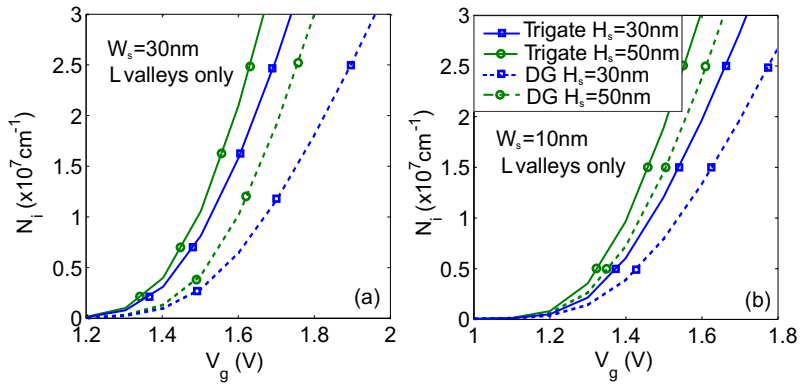 3
2.5
2
1.5
1
0.5
0
N_i (x10^7cm^-1)
W_s=30nm
L valleys only
(a)
1.2 1.4 1.6 1.8 2
V_g (V)
3
2.5
2
1.5
1
0.5
0
N_i (x10^7cm^-1)
Trigate H_s=30nm
Trigate H_s=50nm
DG H_s=30nm
DG H_s=50nm
W_s=10nm
L valleys only
(b)
1 1.2 1.4 1.6 1.8
V_g (V)